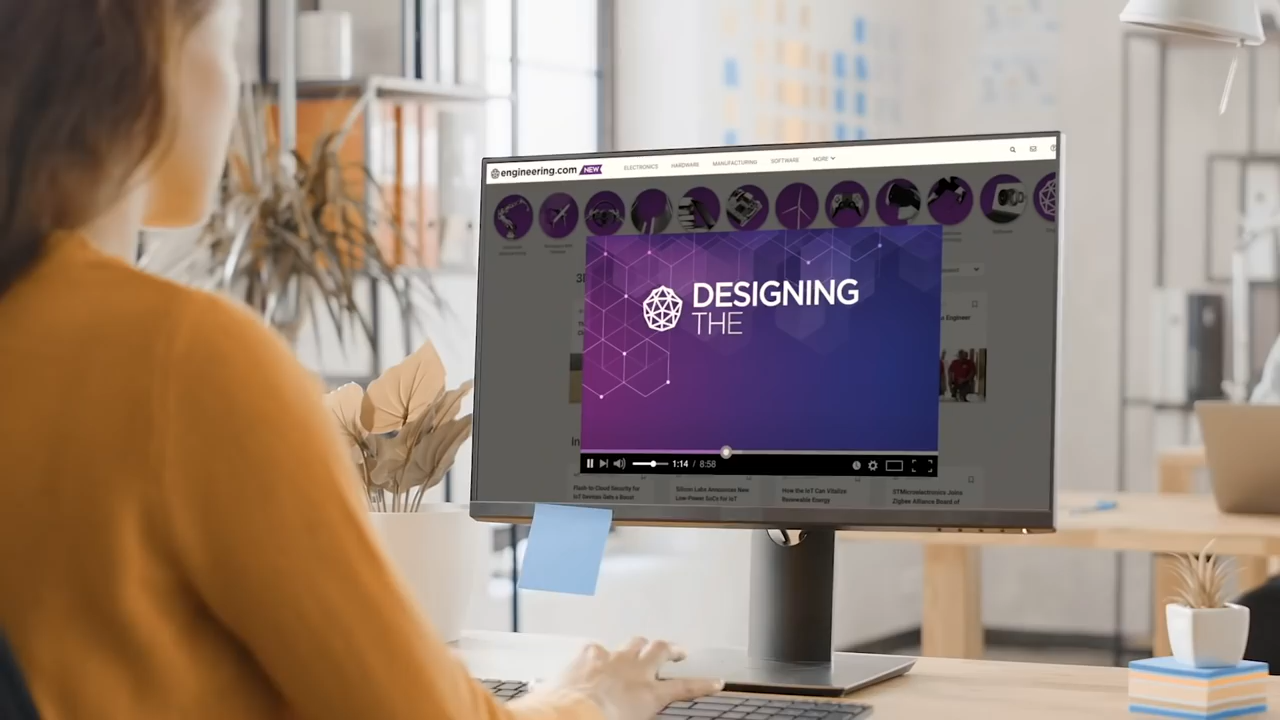 engineering.com NEW
ELECTRONICS HARDWARE MANUFACTURING SOFTWARE MORE
DESIGNING
THE
1:14 / 8:58
Flash-to-Cloud Security for
IoT Devices Gets a Boost
Silicon Labs Announces New
Low-Power SoCs for IoT
How the IoT Can Vitalize
Renewable Energy
STMicroelectronics Joins
Zigbee Alliance Board of